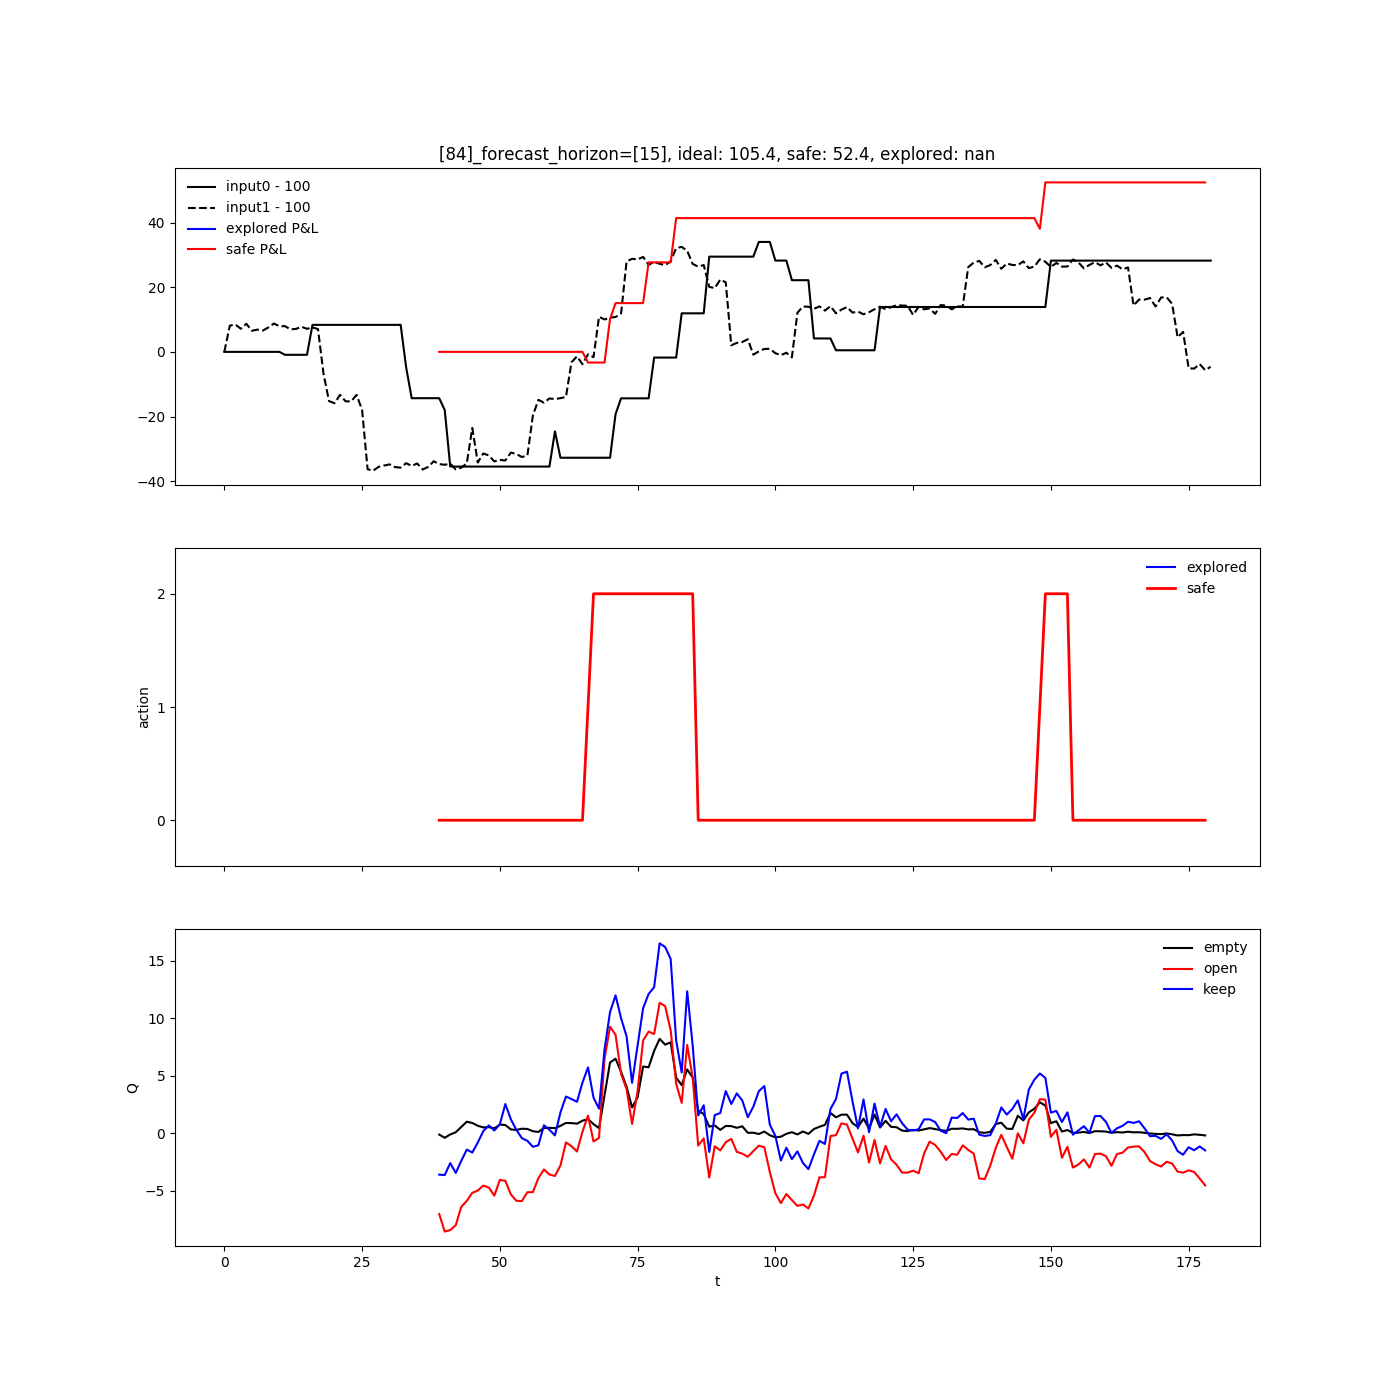 [84]_forecast_horizon=[15], ideal: 105.4, safe: 52.4, explored: nan
input0 - 100
input1 - 100
explored P&L
safe P&L
40
20
0
−20
−40
explored
safe
2
1
0
action
empty
open
keep
15
10
5
0
−5
Q
0 25 50 75 100 125 150 175
t